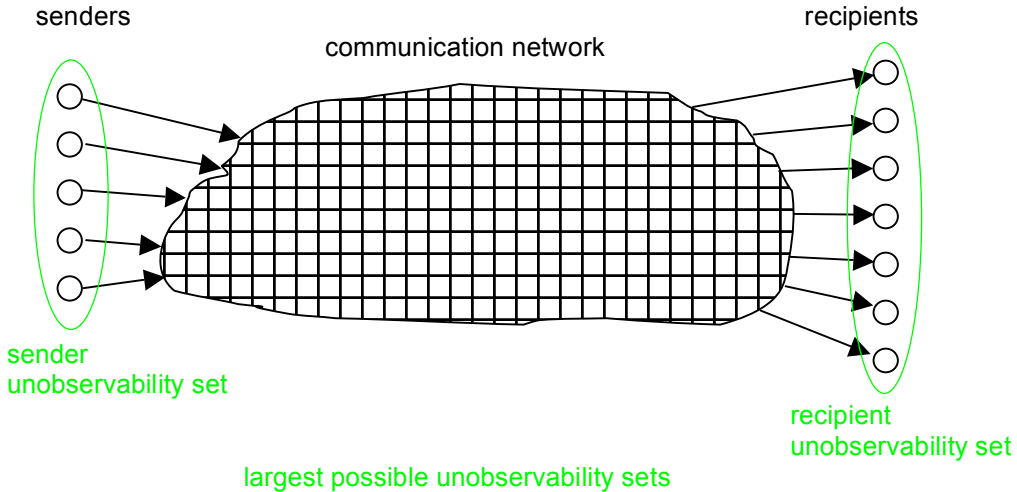 senders
recipients
communication network
sender
unobservability set
recipient
unobservability set
largest possible unobservability sets